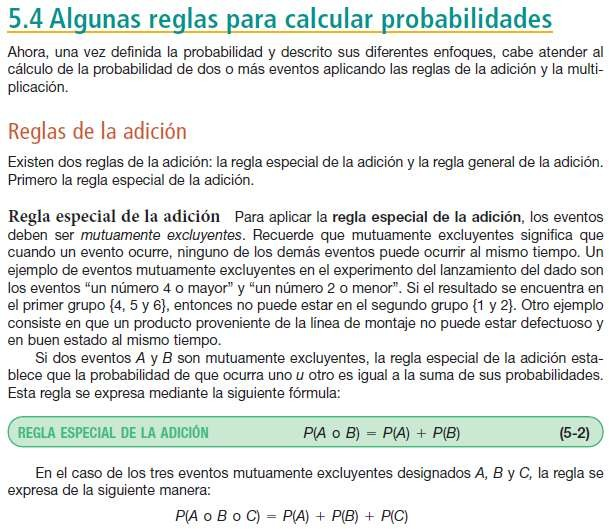 5.4 Algunas reglas para calcular probabilidades
Ahora, una vez definida la probabilidad y descrito sus diferentes enfoques, cabe atender al
cálculo de la probabilidad de dos o más eventos aplicando las reglas de la adición y la multi-
plicación.
Reglas de la adición
Existen dos reglas de la adición: la regla especial de la adición y la regla general de la adición.
Primero la regla especial de la adición.
Regla especial de la adición Para aplicar la regla especial de la adición, los eventos
deben ser mutuamente excluyentes. Recuerde que mutuamente excluyentes significa que
cuando un evento ocurre, ninguno de los demás eventos puede ocurrir al mismo tiempo. Un
ejemplo de eventos mutuamente excluyentes en el experimento del lanzamiento del dado son
los eventos “un número 4 o mayor” y “un número 2 o menor”. Si el resultado se encuentra en
el primer grupo {4, 5 y 6}, entonces no puede estar en el segundo grupo {1 y 2}. Otro ejemplo
consiste en que un producto proveniente de la línea de montaje no puede estar defectuoso y
en buen estado al mismo tiempo.
Si dos eventos A y B son mutuamente excluyentes, la regla especial de la adición esta-
blece que la probabilidad de que ocurra uno u otro es igual a la suma de sus probabilidades.
Esta regla se expresa mediante la siguiente fórmula:
REGLA ESPECIAL DE LA ADICIÓN P(A o B) = P(A) + P(B) (5-2)
En el caso de los tres eventos mutuamente excluyentes designados A, B y C, la regla se
expresa de la siguiente manera:
P(A o B o C) = P(A) + P(B) + P(C)